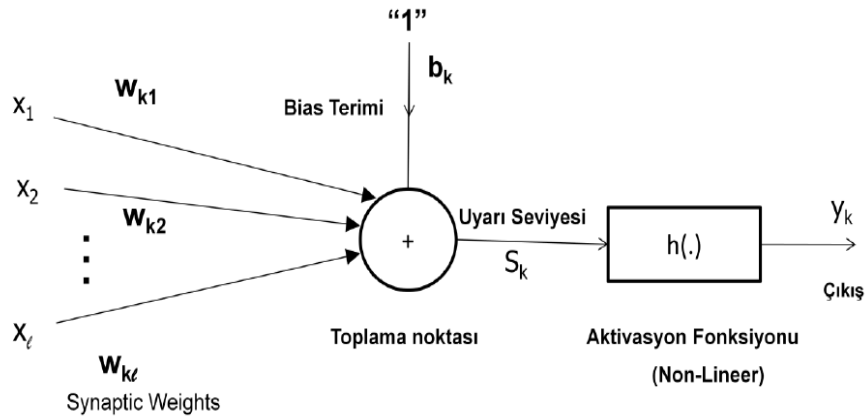 “1”
b_k
w_k1
Bias Terimi
x_1
x_2
w_k2
Uyarı Seviyesi
y_k
+
h(.)
S_k
Çıkış
x_ℓ
Toplama noktası
Aktivasyon Fonksiyonu
(Non-Lineer)
w_kℓ
Synaptic Weights